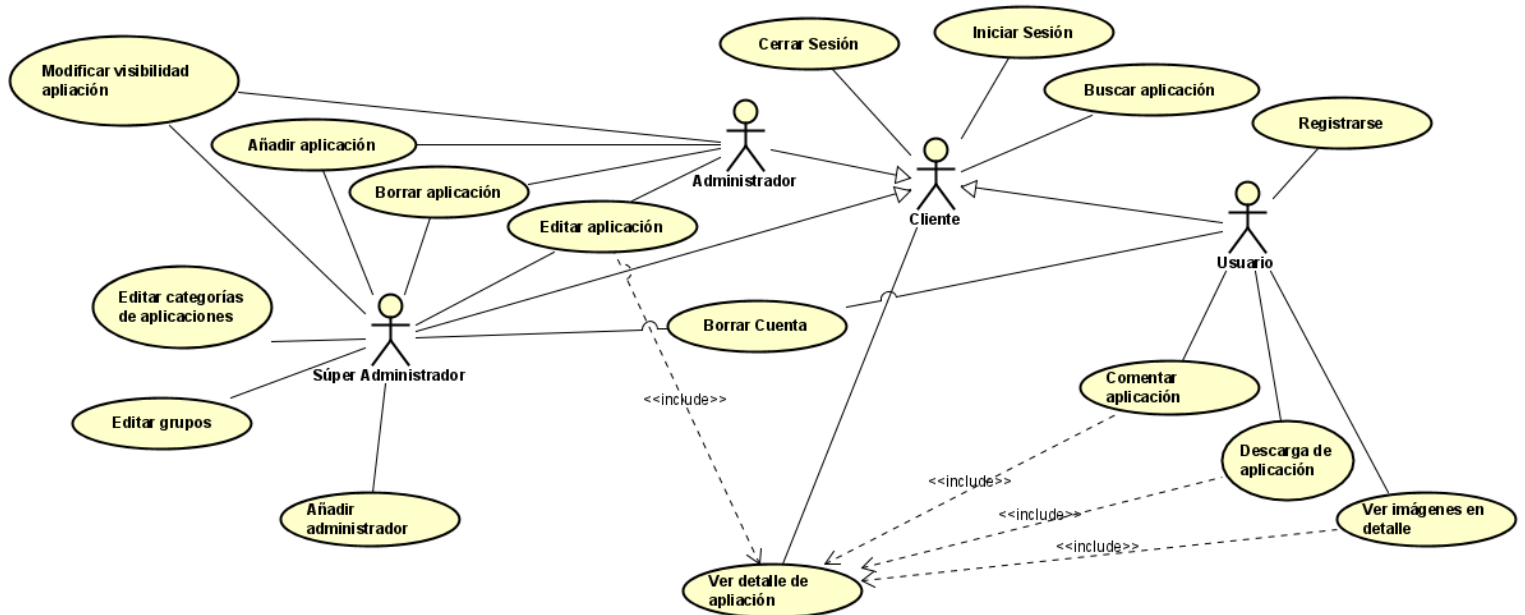 Cerrar Sesión
Iniciar Sesión
Modificar visibilidad
apliación
Buscar aplicación
Registrarse
Añadir aplicación
Administrador
Borrar aplicación
Cliente
Editar aplicación
Usuario
Editar categorías
de aplicaciones
Borrar Cuenta
Súper Administrador
Comentar
aplicación
<<include>>
Editar grupos
Descarga de
aplicación
<<include>>
Añadir
administrador
<<include>>
Ver imágenes en
detalle
<<include>>
Ver detalle de
apliación